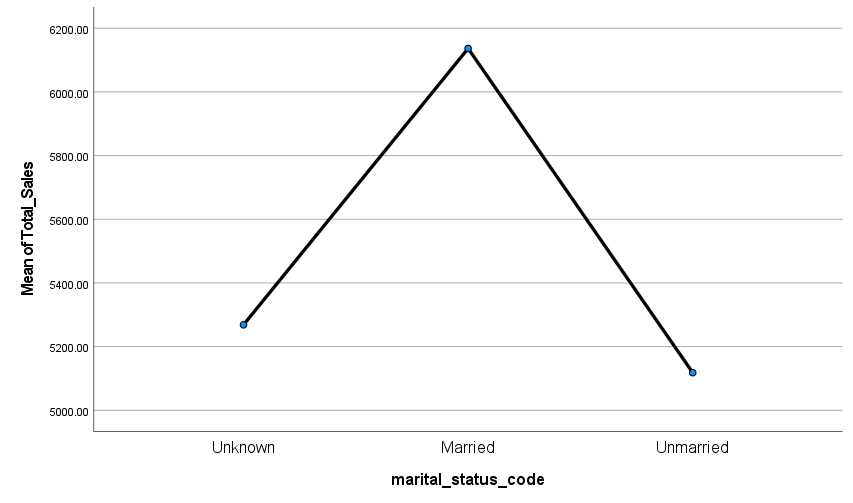 Mean of Total_Sales
6200.00
6000.00
5800.00
5600.00
5400.00
5200.00
5000.00
Unknown Married Unmarried
marital_status_code